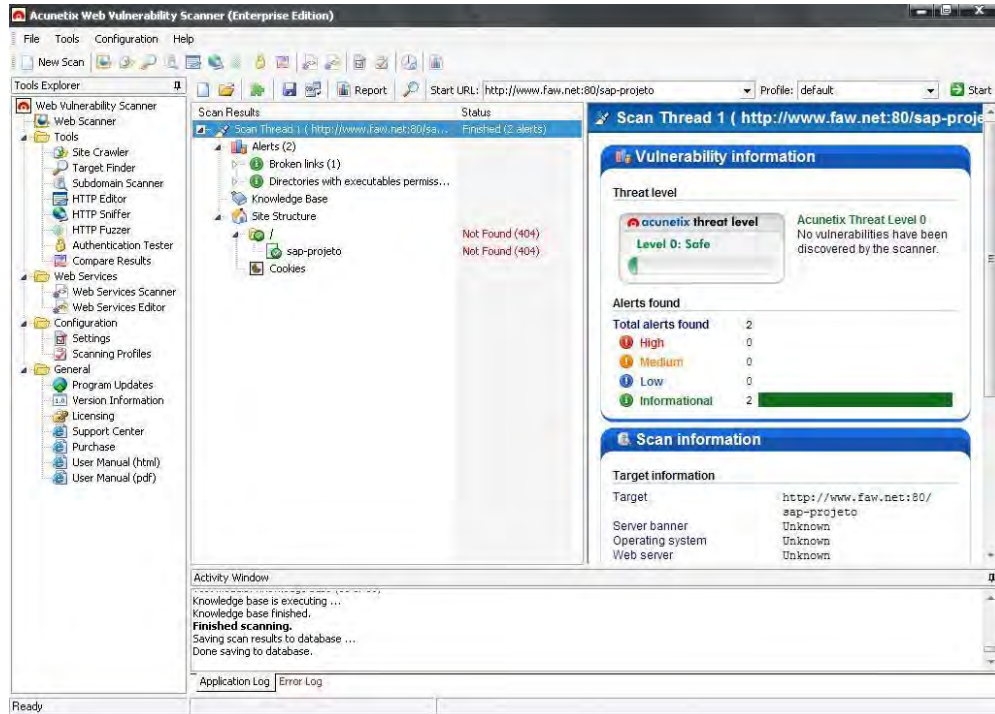 Acunetix Web Vulnerability Scanner (Enterprise Edition)
File Tools Configuration Help
New Scan
Tools Explorer
Report
Start URL: http://www.faw.net:80/sap-projeto
Profile: default
Start
Web Vulnerability Scanner
Web Scanner
Tools
Site Crawler
Target Finder
Subdomain Scanner
HTTP Editor
HTTP Sniffer
HTTP Fuzzer
Authentication Tester
Compare Results
Web Services
Web Services Scanner
Web Services Editor
Configuration
Settings
Scanning Profiles
General
Program Updates
Version Information
Licensing
Support Center
Purchase
User Manual (html)
User Manual (pdf)
Scan Results Status
Scan Thread 1 ( http://www.faw.net:80/sa... Finished (2 alerts)
Alerts (2)
Broken links (1)
Directories with executables permiss...
Knowledge Base
Site Structure
/ Not Found (404)
sap-projeto Not Found (404)
Cookies
Scan Thread 1 ( http://www.faw.net:80/sap-proje
Vulnerability information
Threat level
acunetix threat level
Level 0: Safe
Acunetix Threat Level 0
No vulnerabilities have been
discovered by the scanner.
Alerts found
Total alerts found 2
High 0
Medium 0
Low 0
Informational 2
Scan information
Target information
Target http://www.faw.net:80/
sap-projeto
Server banner Unknown
Operating system Unknown
Web server Unknown
Activity Window
Knowledge base is executing ...
Knowledge base finished.
Finished scanning.
Saving scan results to database ...
Done saving to database.
Application Log Error Log
Ready